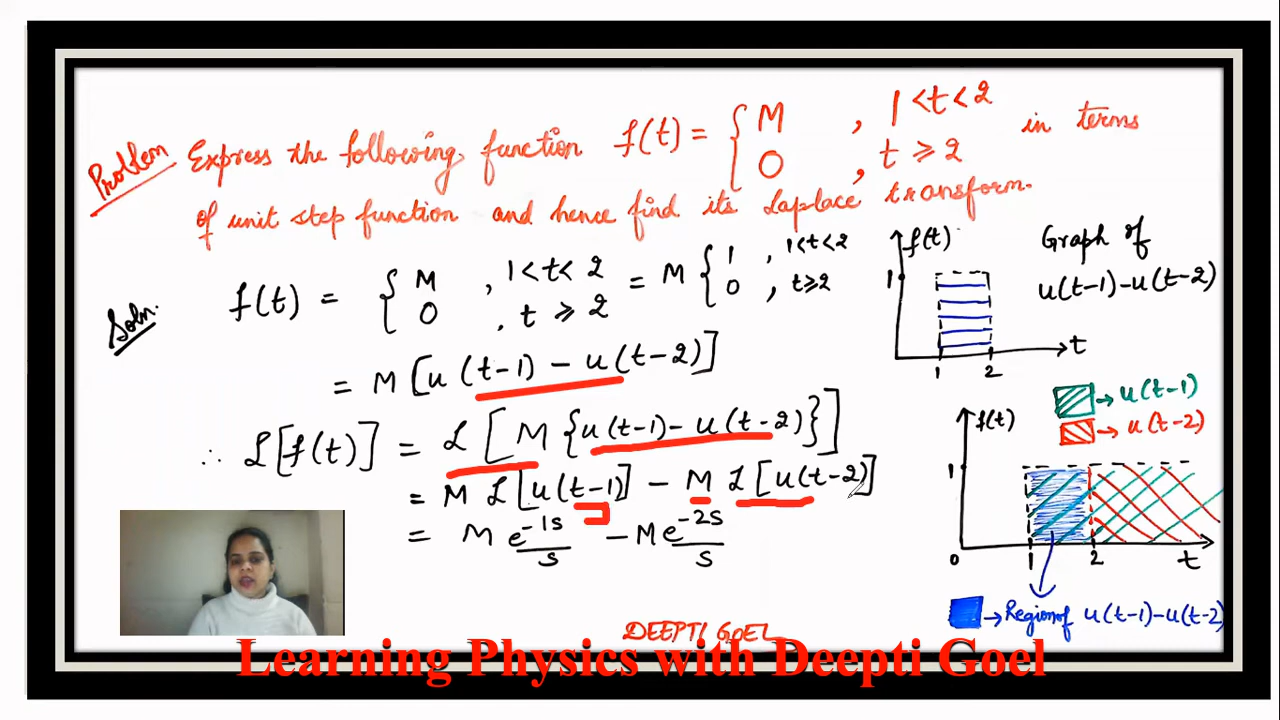 Problem Express the following function f(t) = { M , 1<t<2
0 , t ≥ 2 in terms
of unit step function and hence find its Laplace transform.
Soln: f(t) = { M , 1<t<2 = M { 1 , 1<t<2
0 , t ≥ 2 0 , t≥2
= M [u(t-1) - u(t-2)]
∴ L[f(t)] = L[M{u(t-1) - u(t-2)}]
= M L[u(t-1)] - M L[u(t-2)]
= M e^{-1s}/s - M e^{-2s}/s
f(t)
1
1 2 t
Graph of
u(t-1)-u(t-2)
→ u(t-1)
→ u(t-2)
f(t)
1
0 1 2 t
→ Region of u(t-1)-u(t-2)
DEEPTI GOEL
Learning Physics with Deepti Goel